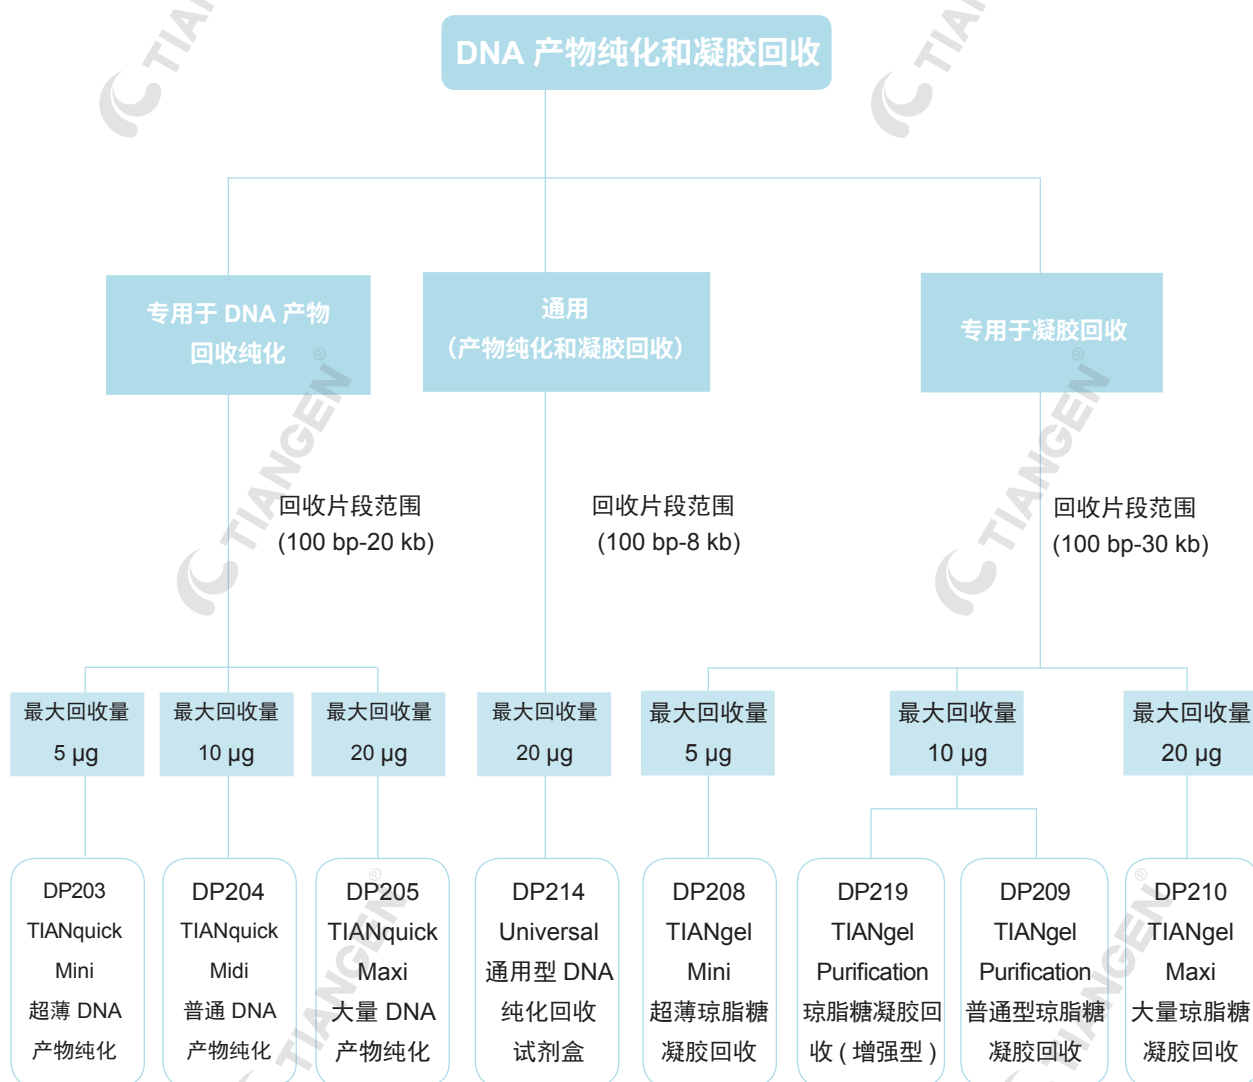 DNA 产物纯化和凝胶回收
专用于 DNA 产物
回收纯化
通用
（产物纯化和凝胶回收）
专用于凝胶回收
回收片段范围
(100 bp-20 kb)
回收片段范围
(100 bp-8 kb)
回收片段范围
(100 bp-30 kb)
最大回收量
5 μg
最大回收量
10 μg
最大回收量
20 μg
最大回收量
20 μg
最大回收量
5 μg
最大回收量
10 μg
最大回收量
20 μg
DP203
TIANquick
Mini
超薄 DNA
产物纯化
DP204
TIANquick
Midi
普通 DNA
产物纯化
DP205
TIANquick
Maxi
大量 DNA
产物纯化
DP214
Universal
通用型 DNA
纯化回收
试剂盒
DP208
TIANgel
Mini
超薄琼脂糖
凝胶回收
DP219
TIANgel
Purification
琼脂糖凝胶回
收 ( 增强型 )
DP209
TIANgel
Purification
普通型琼脂糖
凝胶回收
DP210
TIANgel
Maxi
大量琼脂糖
凝胶回收
TIAN
TIAN
TIANGEN®
TIANGEN®
TIANGEN®
TIANGEN®